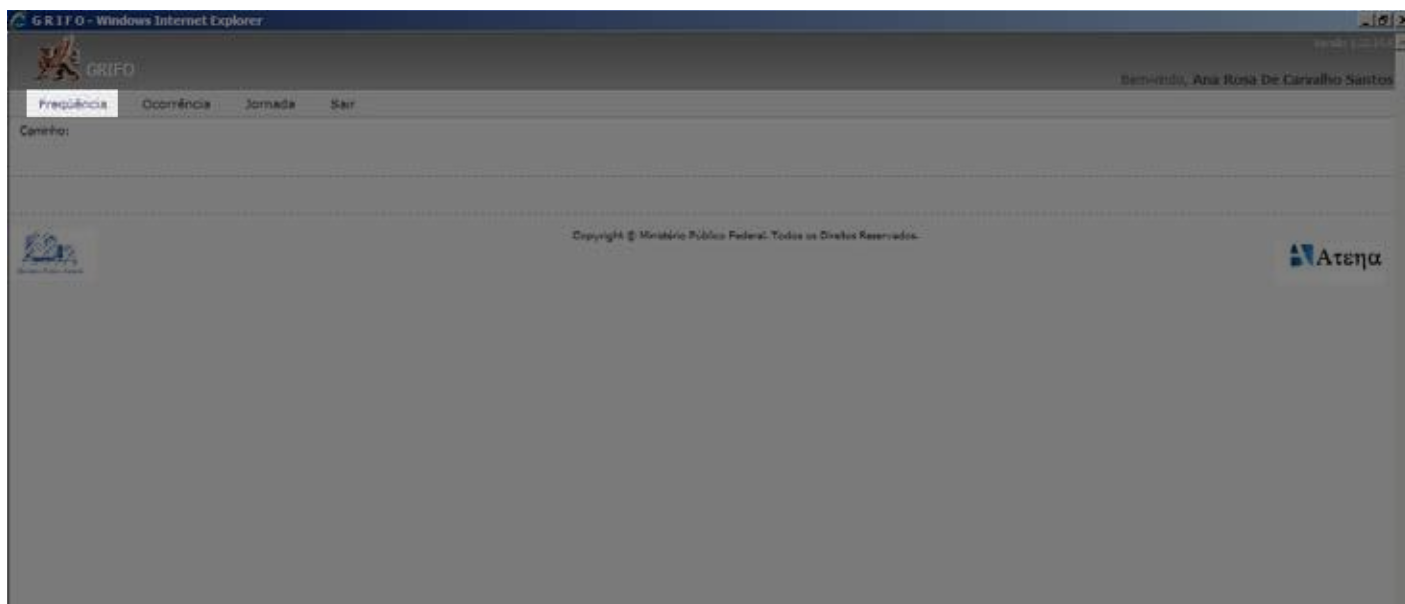 G R I F O - Windows Internet Explorer
GRIFO
Bem-vindo, Ana Rosa De Carvalho Santos
Freqüência Ocorrência Jornada Sair
Caminho:
Copyright © Ministério Público Federal. Todos os Direitos Reservados.
Ατεηα